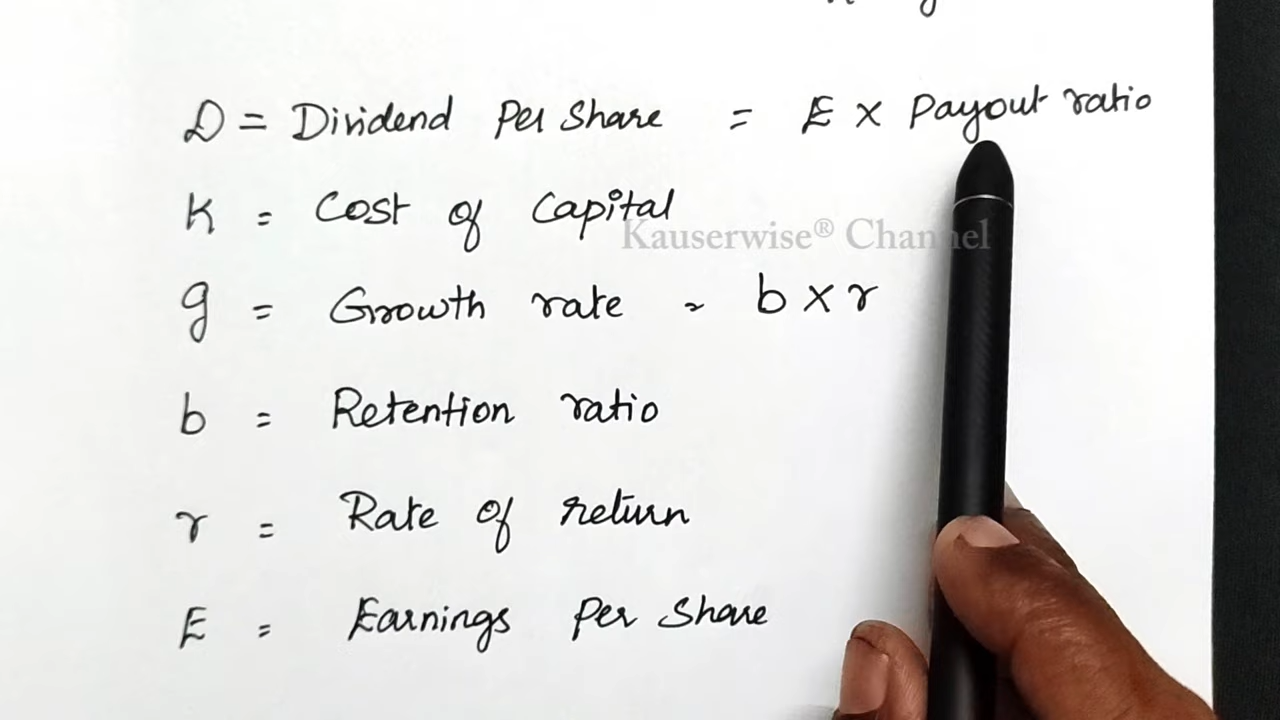 D = Dividend Per Share = E × Payout ratio
K = Cost of Capital
Kauserwise® Channel
g = Growth rate = b × r
b = Retention ratio
r = Rate of return
E = Earnings Per Share